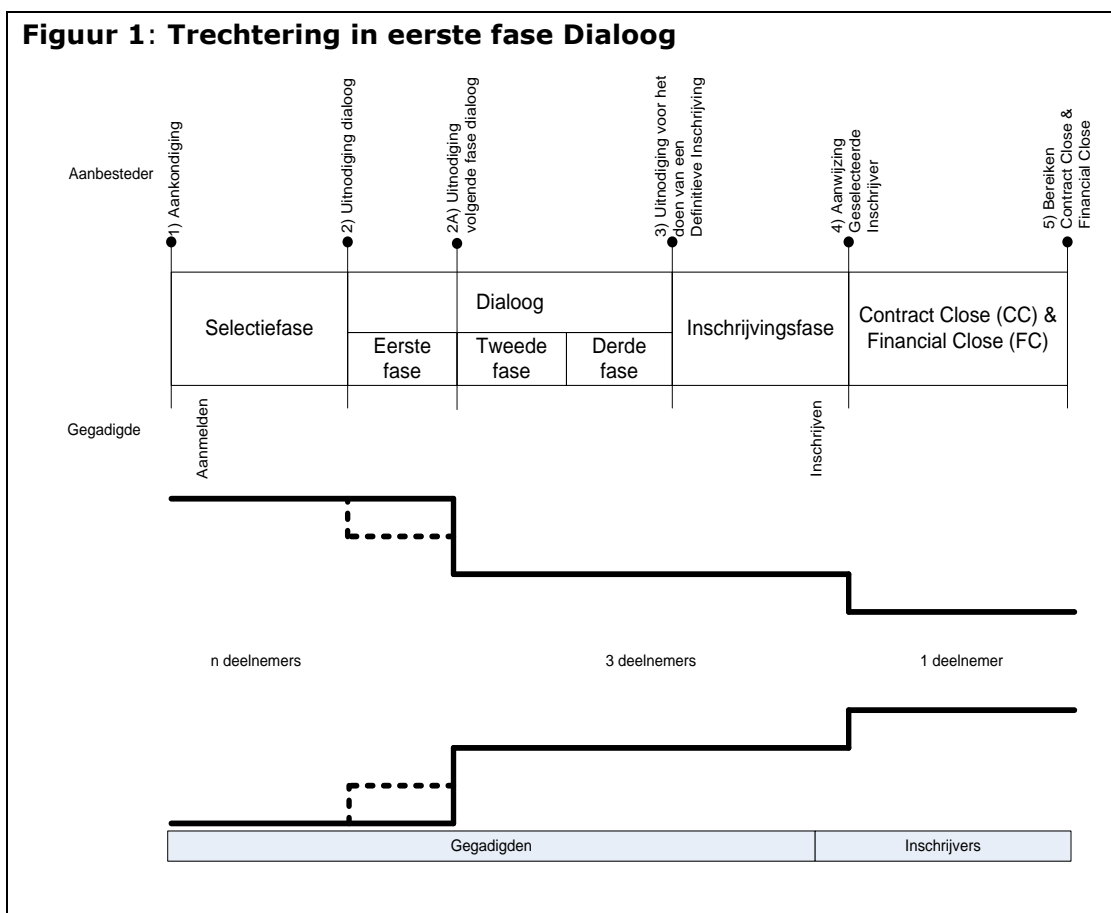 Figuur 1: Trechtering in eerste fase Dialoog
Aanbesteder
1) Aankondiging
2) Uitnodiging dialoog
2A) Uitnodiging
volgende fase dialoog
3) Uitnodiging voor het
doen van een
Definitieve Inschrijving
4) Aanwijzing
Geselecteerde
Inschrijver
5) Bereiken
Contract Close &
Financial Close
Selectiefase
Dialoog
Eerste
fase
Tweede
fase
Derde
fase
Inschrijvingsfase
Contract Close (CC) &
Financial Close (FC)
Gegadigde
Aanmelden
Inschrijven
n deelnemers
3 deelnemers
1 deelnemer
Gegadigden
Inschrijvers